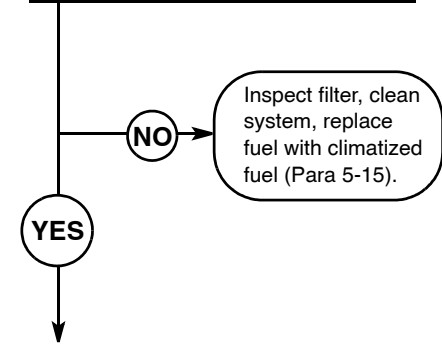 NO
Inspect filter, clean
system, replace
fuel with climatized
fuel (Para 5-15).
YES